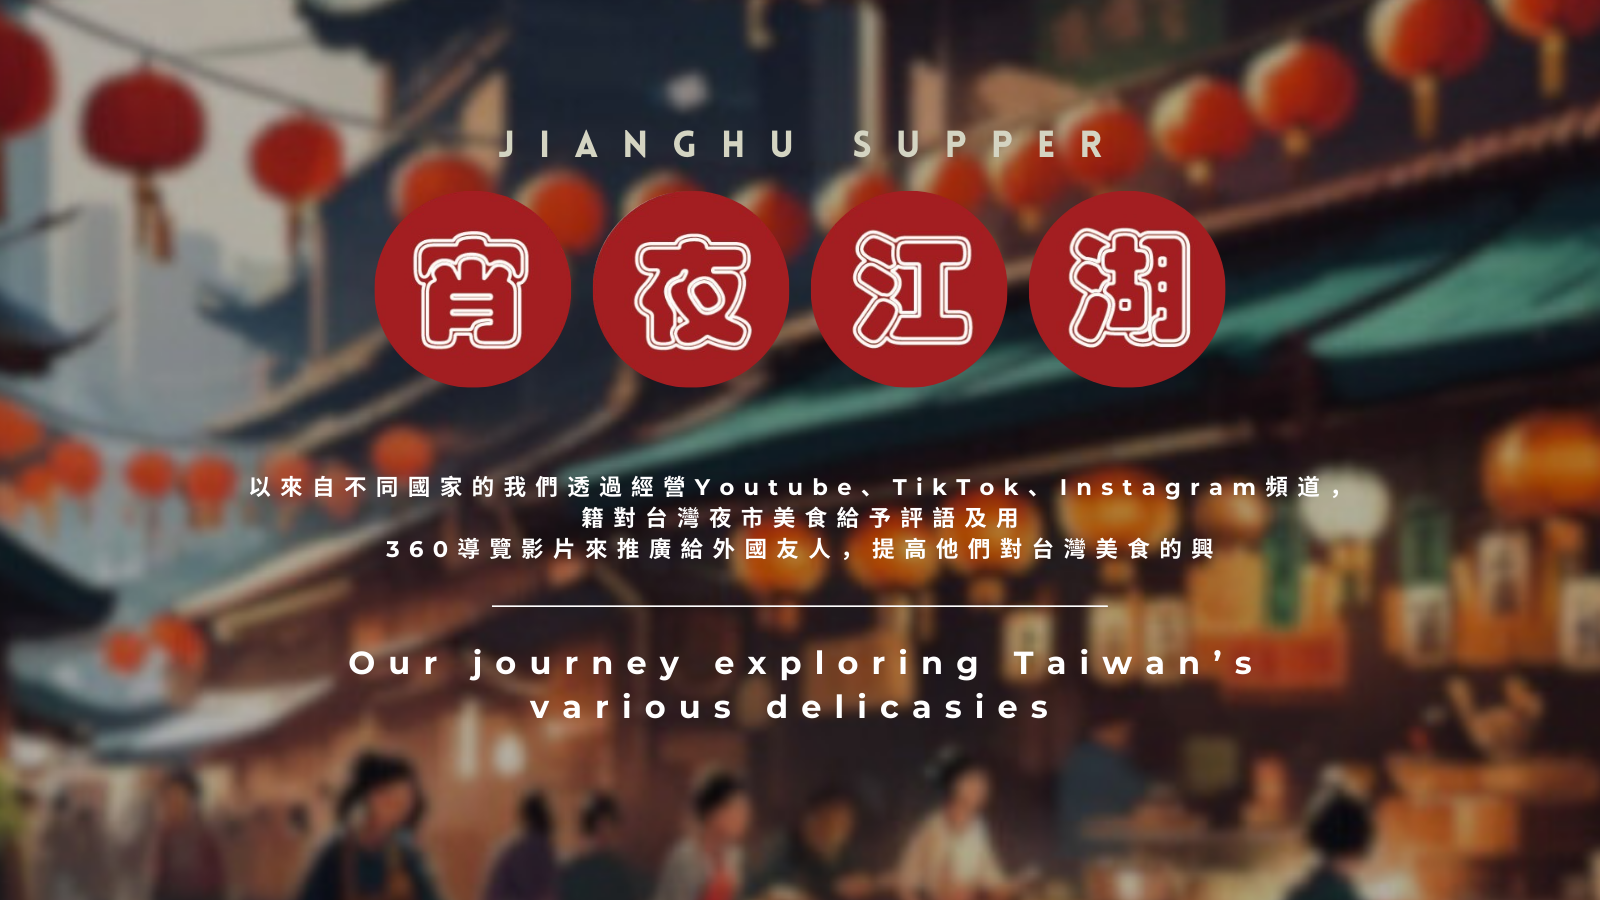 JIANGHU SUPPER
宵夜江湖
以來自不同國家的我們透過經營Youtube、TikTok、Instagram頻道，
籍對台灣夜市美食給予評語及用
360導覽影片來推廣給外國友人，提高他們對台灣美食的興
Our journey exploring Taiwan’s
various delicasies